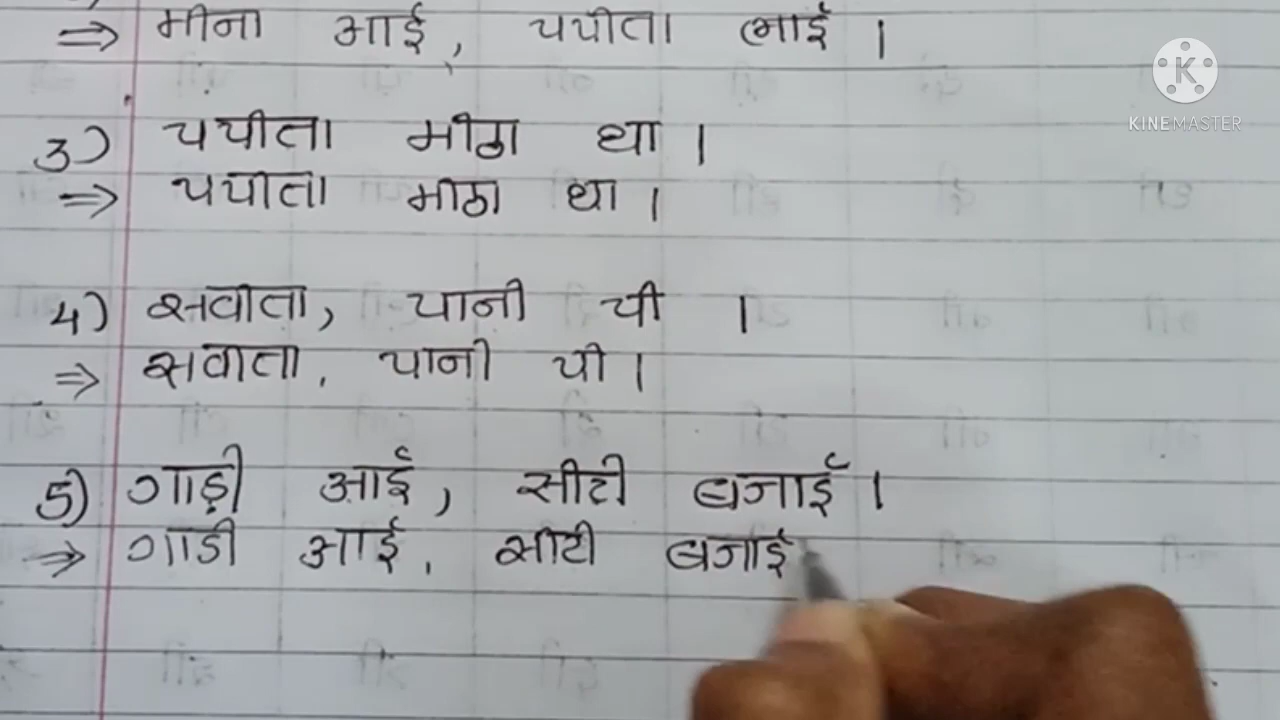 ⇒ मीना आई, पपीता लाई ।
K
KINEMASTER
3) पपीता मीठा था ।
⇒ पपीता मीठा था ।
4) सवीता, पानी पी ।
⇒ सवीता, पानी पी ।
5) गाड़ी आई, सीटी बजाई ।
⇒ गाडी आई, सीटी बजाई